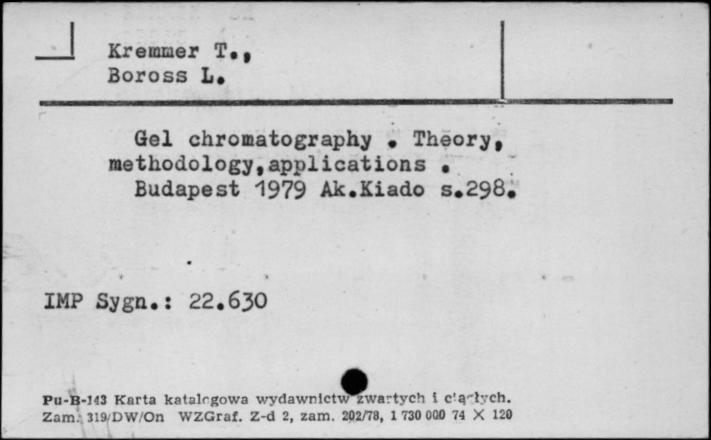 Kremmer T.,
Boross L.
Gel chromatography . Theory,
methodology,applications .
Budapest 1979 Ak.Kiado s.298.
IMP Sygn.: 22.630
Pu-B-143 Karta katalogowa wydawnictw zwartych i ciągłych.
Zam. 319/DW/On WZGraf. Z-d 2, zam. 202/78, 1 730 000 74 X 120